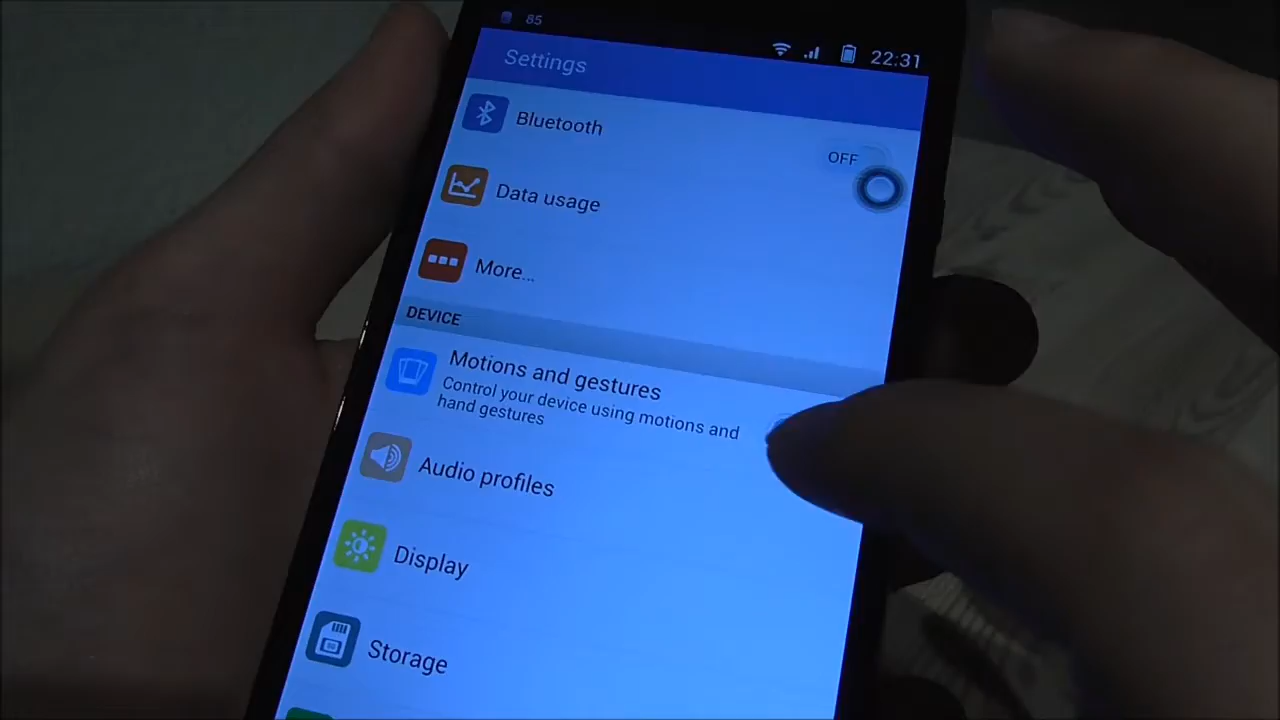 85
22:31
Settings
Bluetooth
OFF
Data usage
More...
DEVICE
Motions and gestures
Control your device using motions and
hand gestures
Audio profiles
Display
Storage